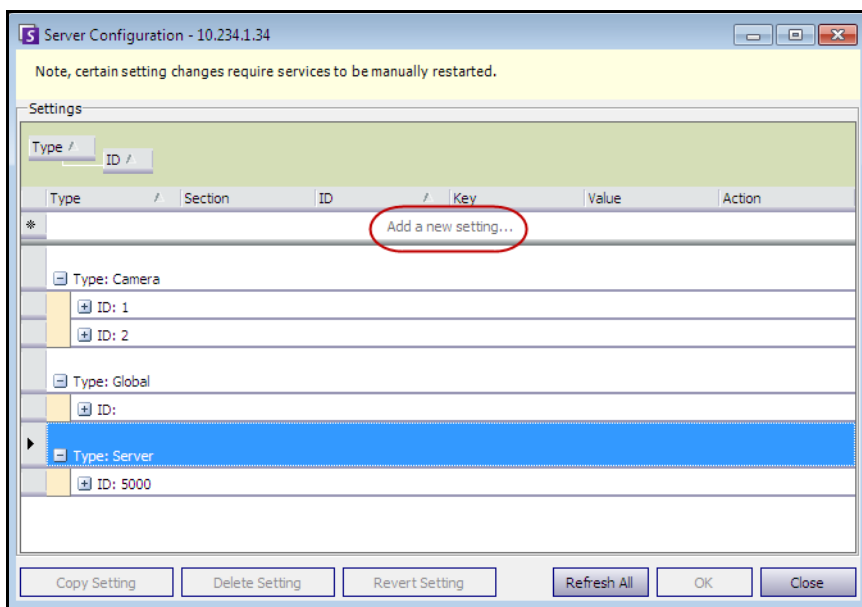 Server Configuration - 10.234.1.34
Note, certain setting changes require services to be manually restarted.
Settings
Type
ID
Type Section ID Key Value Action
Add a new setting...
Type: Camera
ID: 1
ID: 2
Type: Global
ID:
Type: Server
ID: 5000
Copy Setting Delete Setting Revert Setting Refresh All OK Close